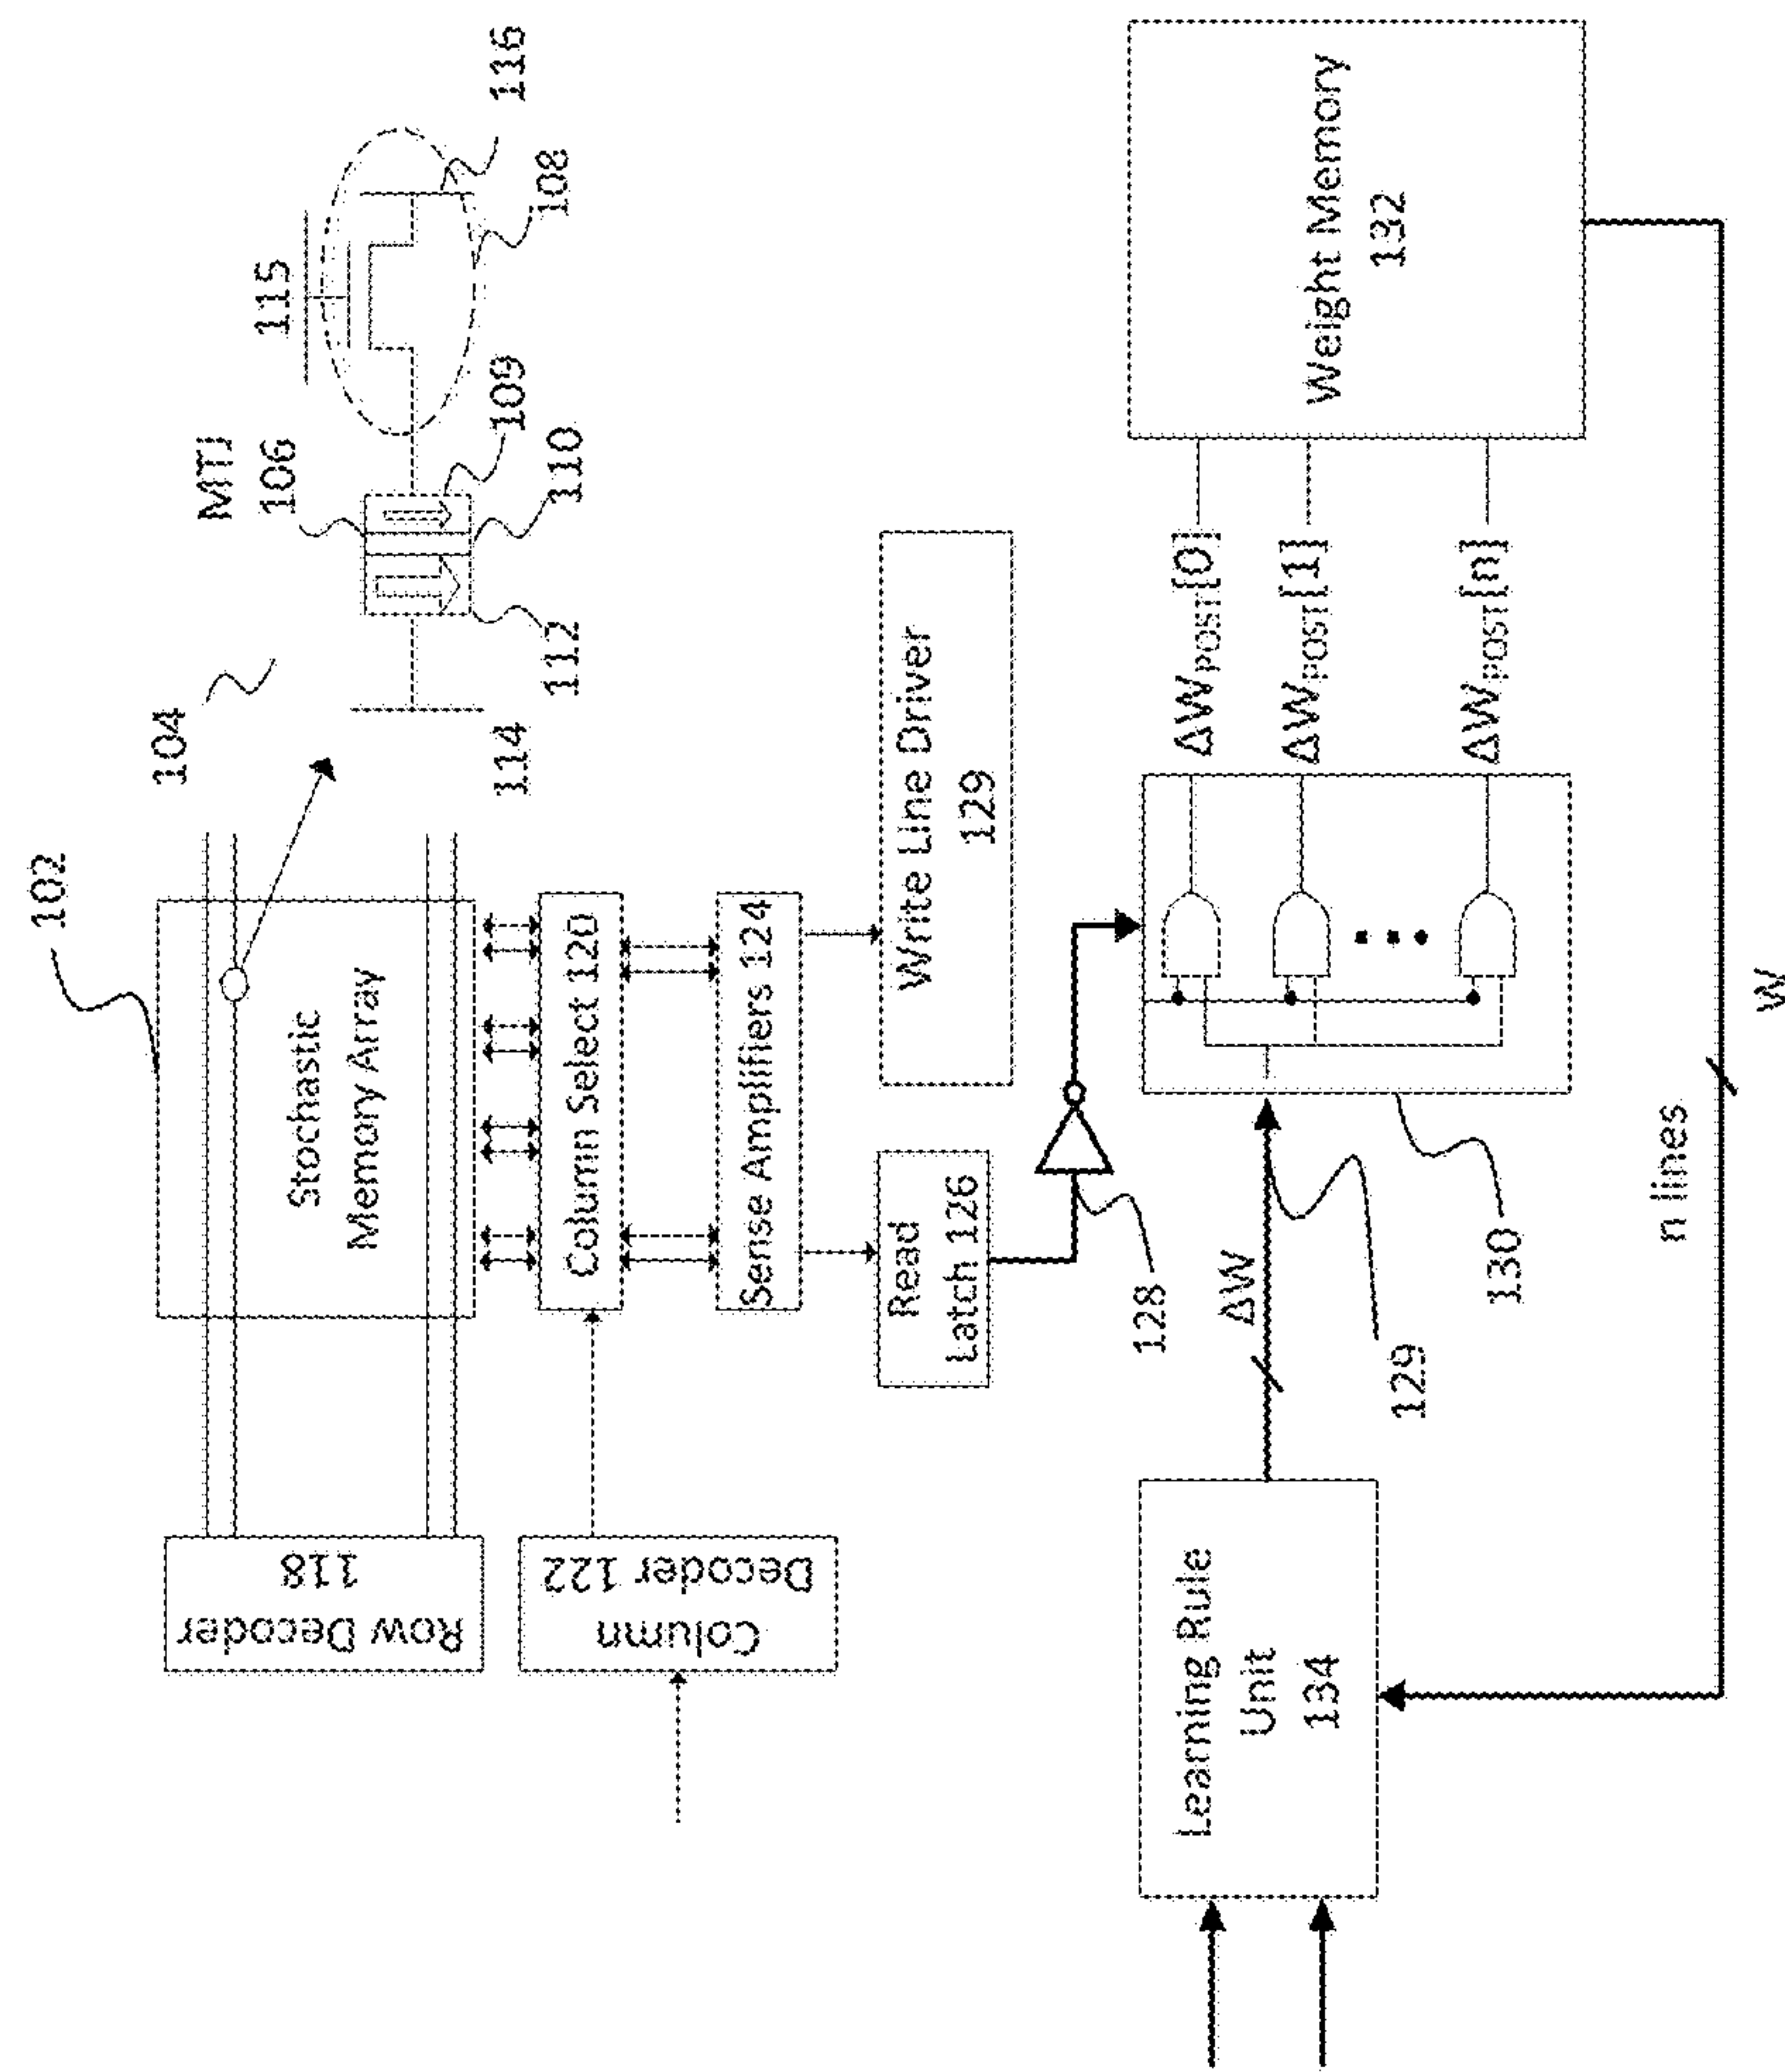 102
104
MTJ
106
115
116
108
109
110
112
114
Stochastic
Memory Array
Row Decoder
118
Column
Decoder 122
Column Select 120
Sense Amplifiers 124
Read
Latch 126
Write Line Driver
129
128
Learning Rule
Unit
134
ΔW
129
130
ΔWPOST[0]
ΔWPOST[1]
ΔWPOST[n]
Weight Memory
132
n lines
W